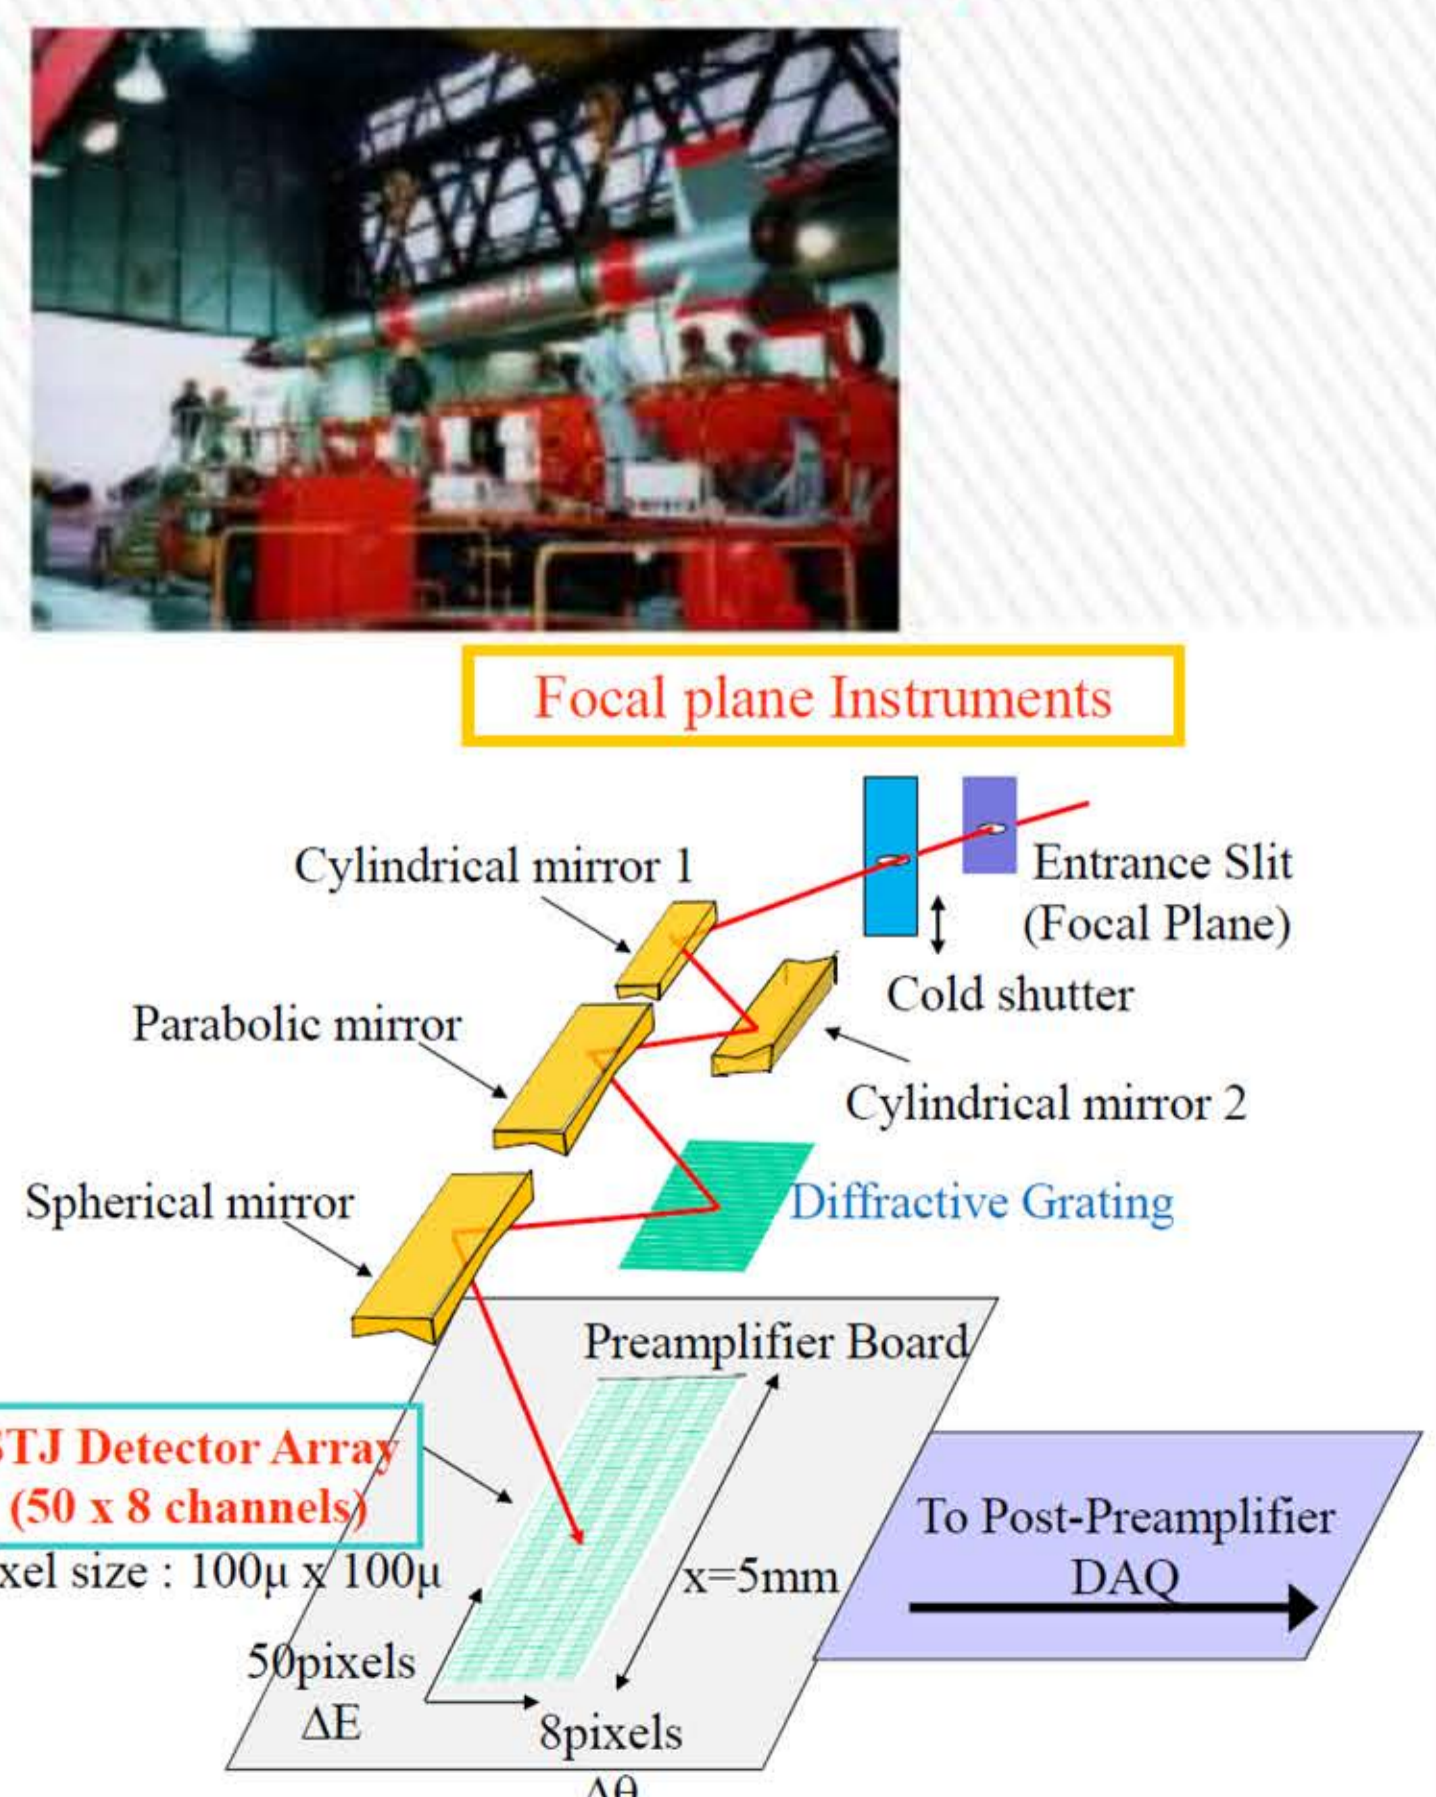 Focal plane Instruments
Cylindrical mirror 1
Entrance Slit
(Focal Plane)
Cold shutter
Parabolic mirror
Cylindrical mirror 2
Spherical mirror
Diffractive Grating
Preamplifier Board
STJ Detector Array
(50 x 8 channels)
xel size : 100μ x 100μ
x=5mm
To Post-Preamplifier
DAQ
50pixels
ΔE
8pixels
Δθ